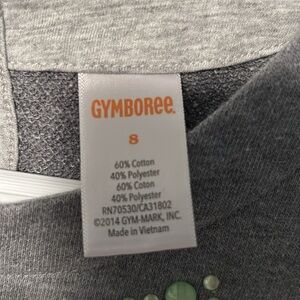 GYMBOREE.
8
60% Cotton
40% Polyester
60% Coton
40% Polyester
RN70530/CA31802
©2014 GYM-MARK, INC.
Made in Vietnam